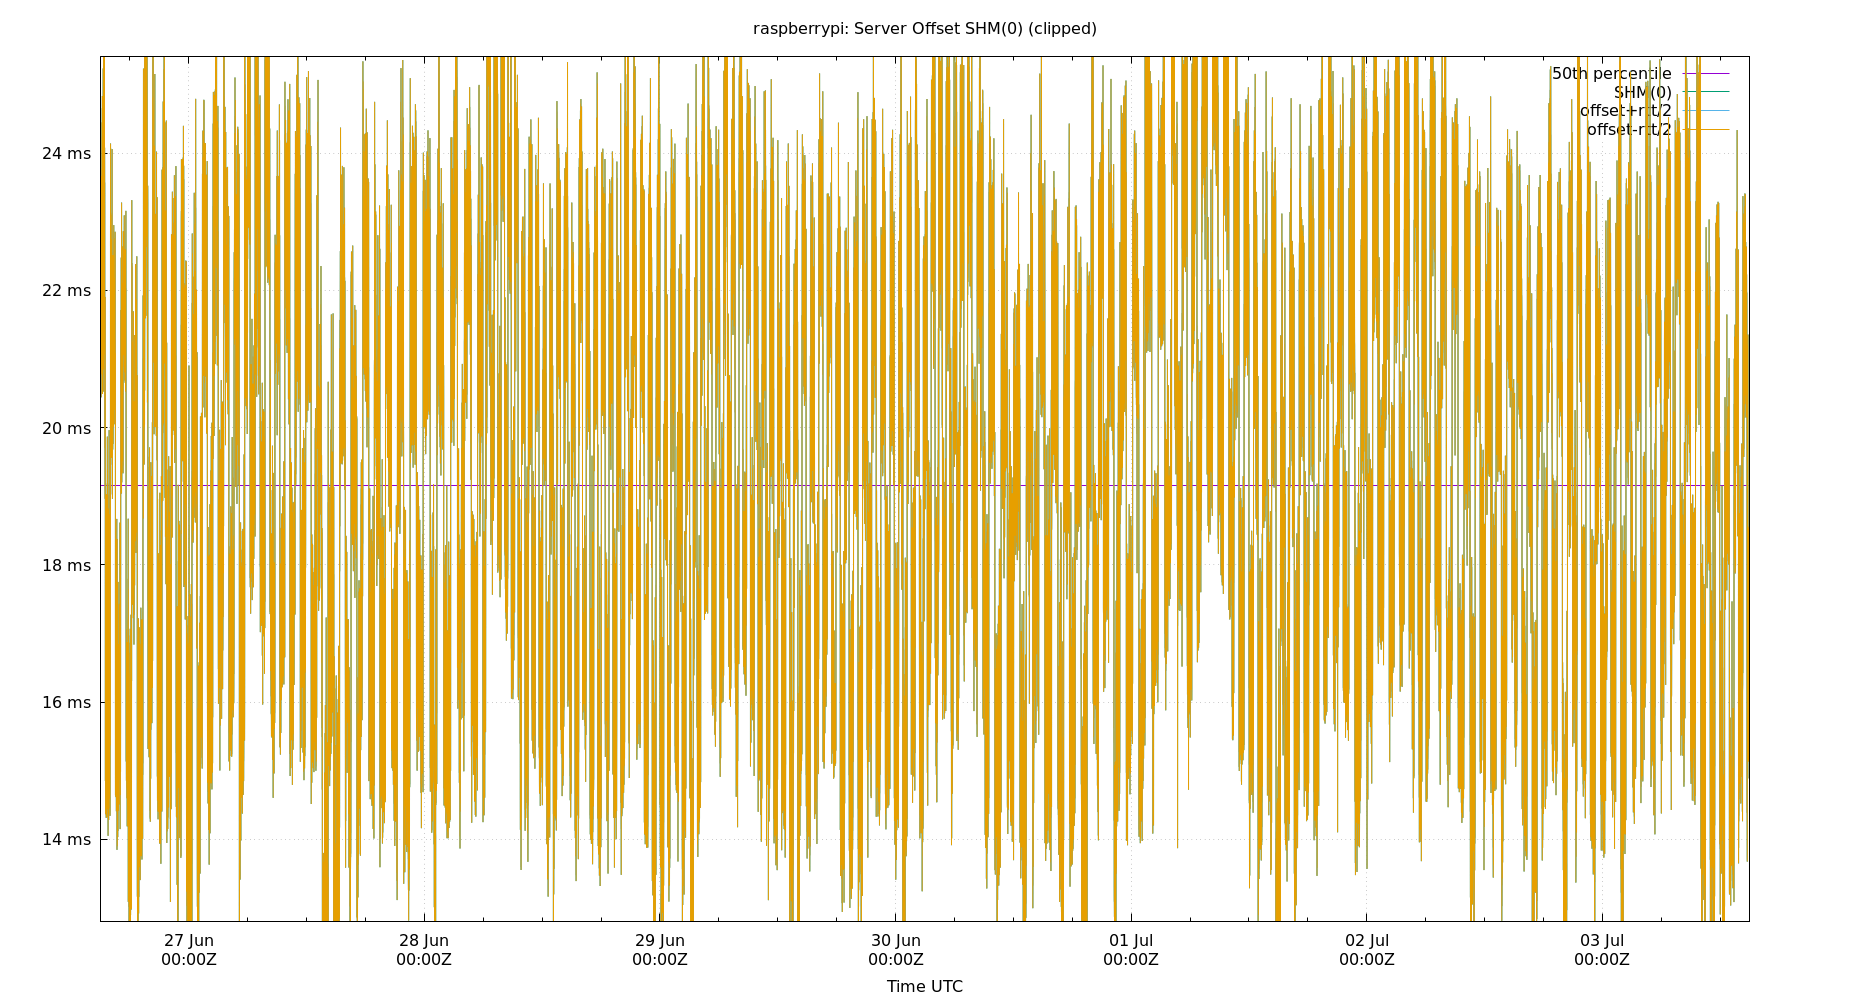 raspberrypi: Server Offset SHM(0) (clipped)
50th percentile
SHM(0)
offset+rtt/2
offset-rtt/2
24 ms
22 ms
20 ms
18 ms
16 ms
14 ms
27 Jun 28 Jun 29 Jun 30 Jun 01 Jul 02 Jul 03 Jul
00:00Z 00:00Z 00:00Z 00:00Z 00:00Z 00:00Z 00:00Z
Time UTC